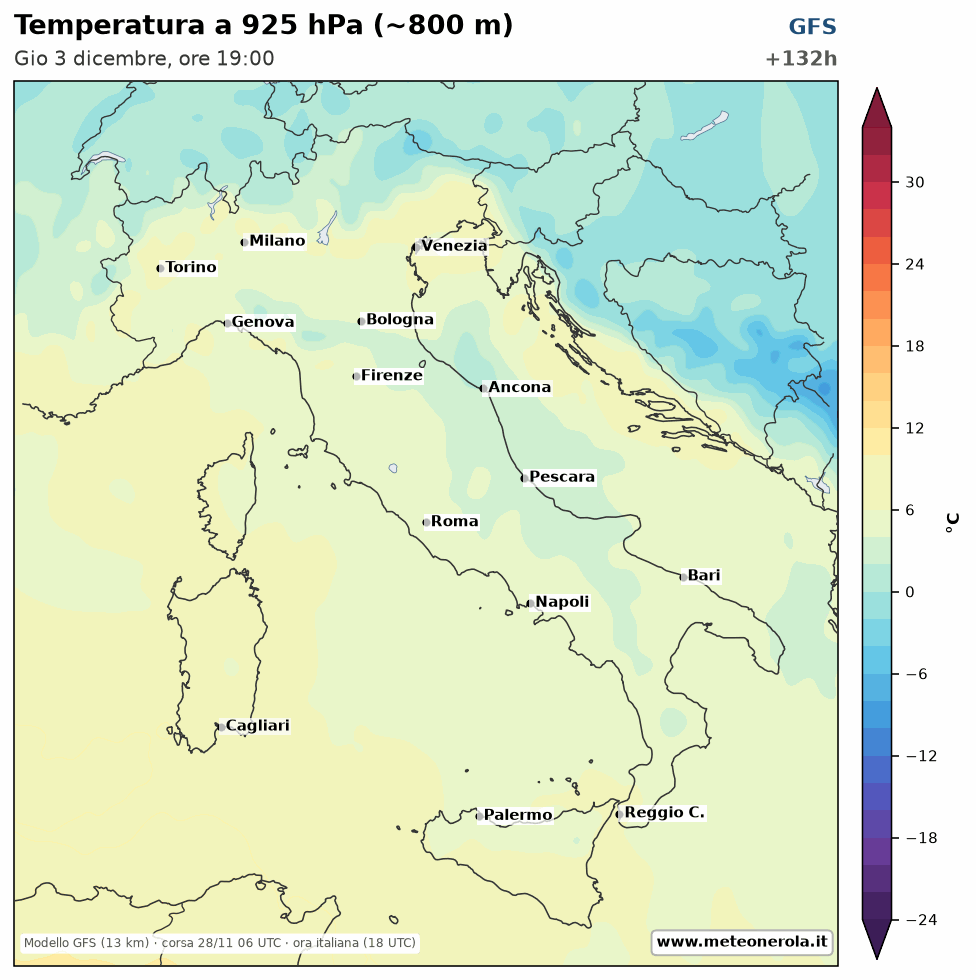 Temperatura a 925 hPa (~800 m)
GFS
Gio 3 dicembre, ore 19:00
+132h
30
24
18
12
6
0
−6
−12
−18
−24
°C
Milano
Venezia
Torino
Genova
Bologna
Firenze
Ancona
Pescara
Roma
Bari
Napoli
Cagliari
Palermo
Reggio C.
Modello GFS (13 km) · corsa 28/11 06 UTC · ora italiana (18 UTC)
www.meteonerola.it